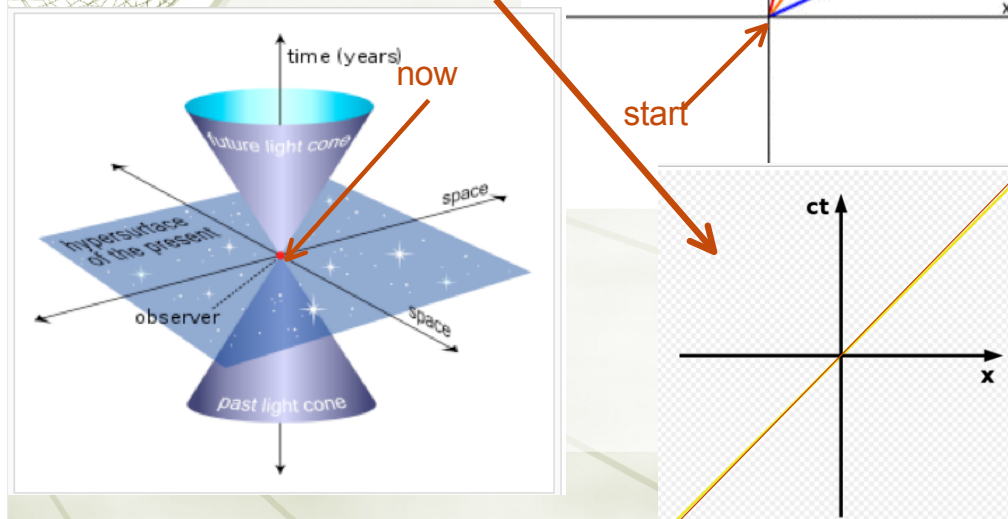 time (years)
now
future light cone
space
hypersurface
of the present
observer
space
past light cone
x
start
ct
x